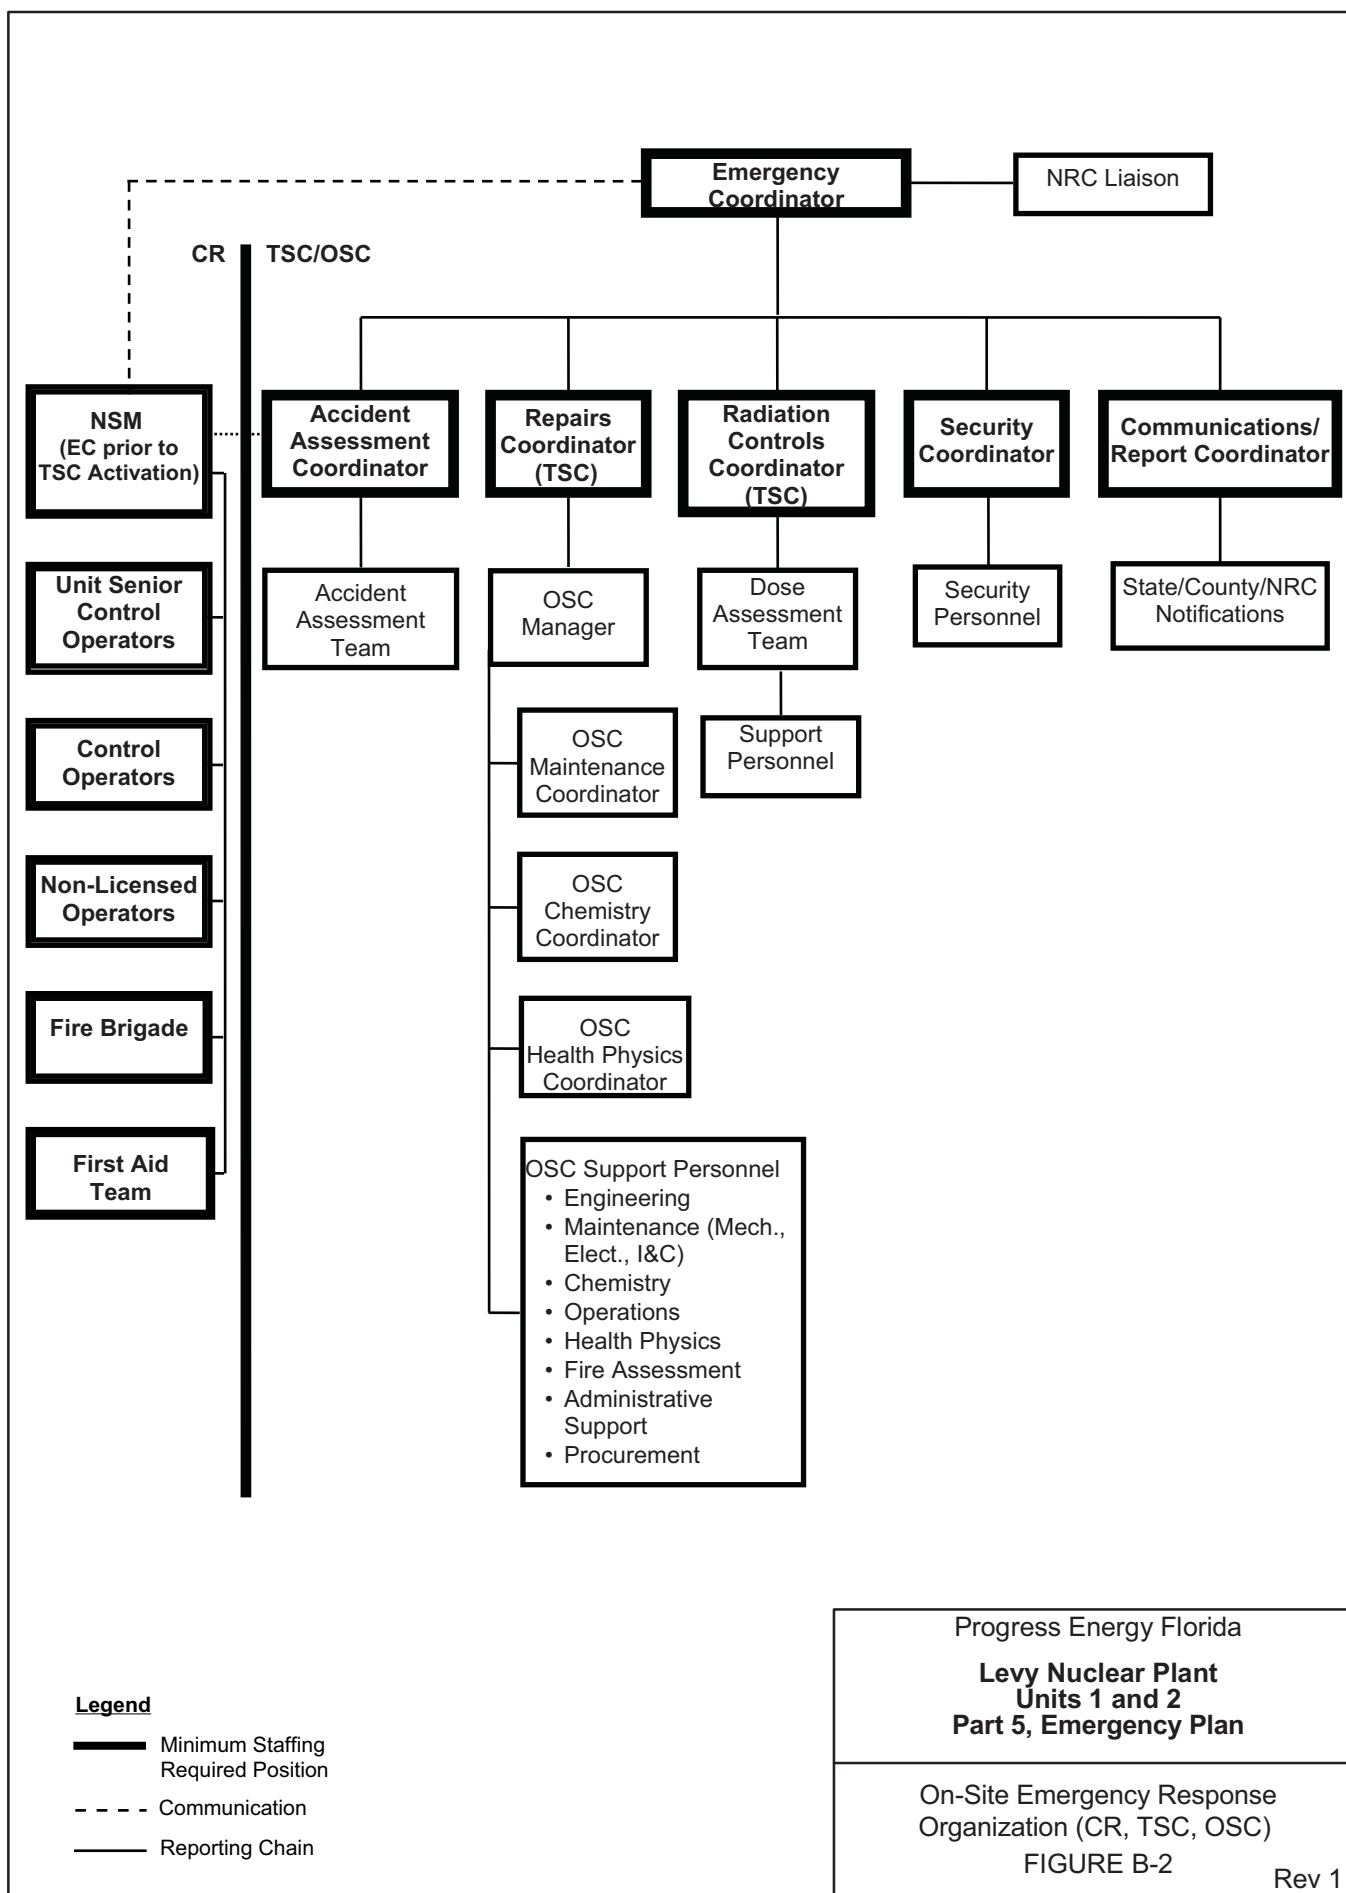 Emergency
Coordinator
NRC Liaison
CR
TSC/OSC
NSM
(EC prior to
TSC Activation)
Accident
Assessment
Coordinator
Repairs
Coordinator
(TSC)
Radiation
Controls
Coordinator
(TSC)
Security
Coordinator
Communications/
Report Coordinator
Unit Senior
Control
Operators
Accident
Assessment
Team
OSC
Manager
Dose
Assessment
Team
Security
Personnel
State/County/NRC
Notifications
Control
Operators
OSC
Maintenance
Coordinator
Support
Personnel
Non-Licensed
Operators
OSC
Chemistry
Coordinator
Fire Brigade
OSC
Health Physics
Coordinator
First Aid
Team
OSC Support Personnel
• Engineering
• Maintenance (Mech.,
Elect., I&C)
• Chemistry
• Operations
• Health Physics
• Fire Assessment
• Administrative
Support
• Procurement
Legend
Minimum Staffing
Required Position
Communication
Reporting Chain
Progress Energy Florida
Levy Nuclear Plant
Units 1 and 2
Part 5, Emergency Plan
On-Site Emergency Response
Organization (CR, TSC, OSC)
FIGURE B-2
Rev 1